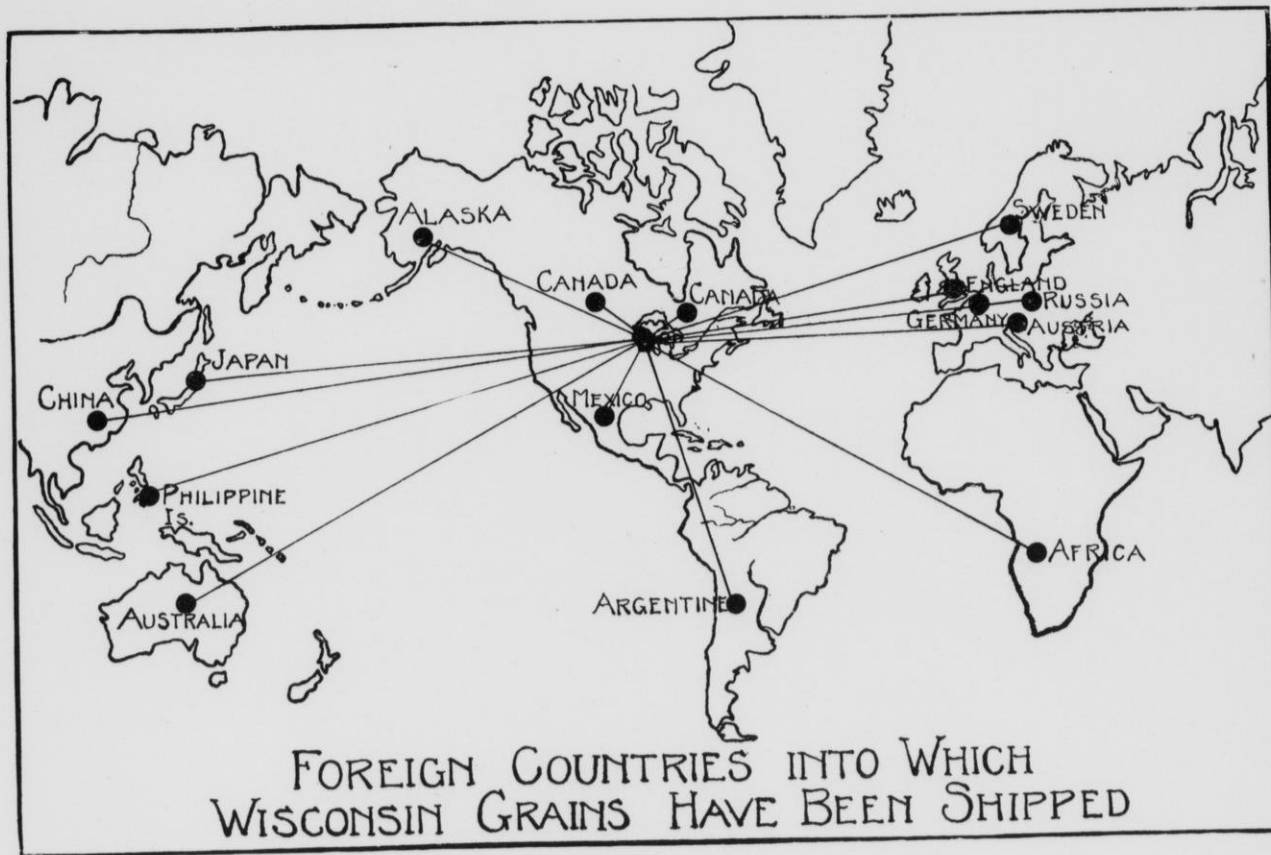 ALASKA
SWEDEN
CANADA
CANADA
ENGLAND
GERMANY
RUSSIA
AUSTRIA
JAPAN
CHINA
MEXICO
PHILIPPINE
IS.
AFRICA
ARGENTINE
AUSTRALIA
FOREIGN COUNTRIES INTO WHICH
WISCONSIN GRAINS HAVE BEEN SHIPPED